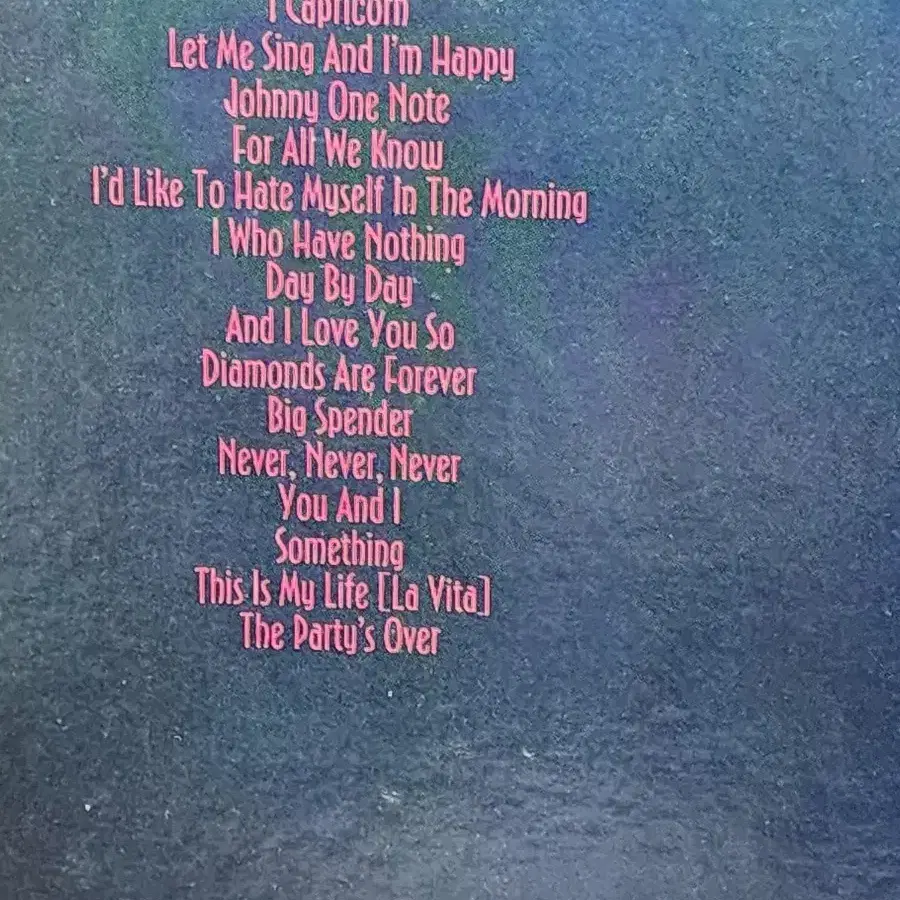 I Capricorn
Let Me Sing And I'm Happy
Johnny One Note
For All We Know
I'd Like To Hate Myself In The Morning
I Who Have Nothing
Day By Day
And I Love You So
Diamonds Are Forever
Big Spender
Never, Never, Never
You And I
Something
This Is My Life [La Vita]
The Party's Over